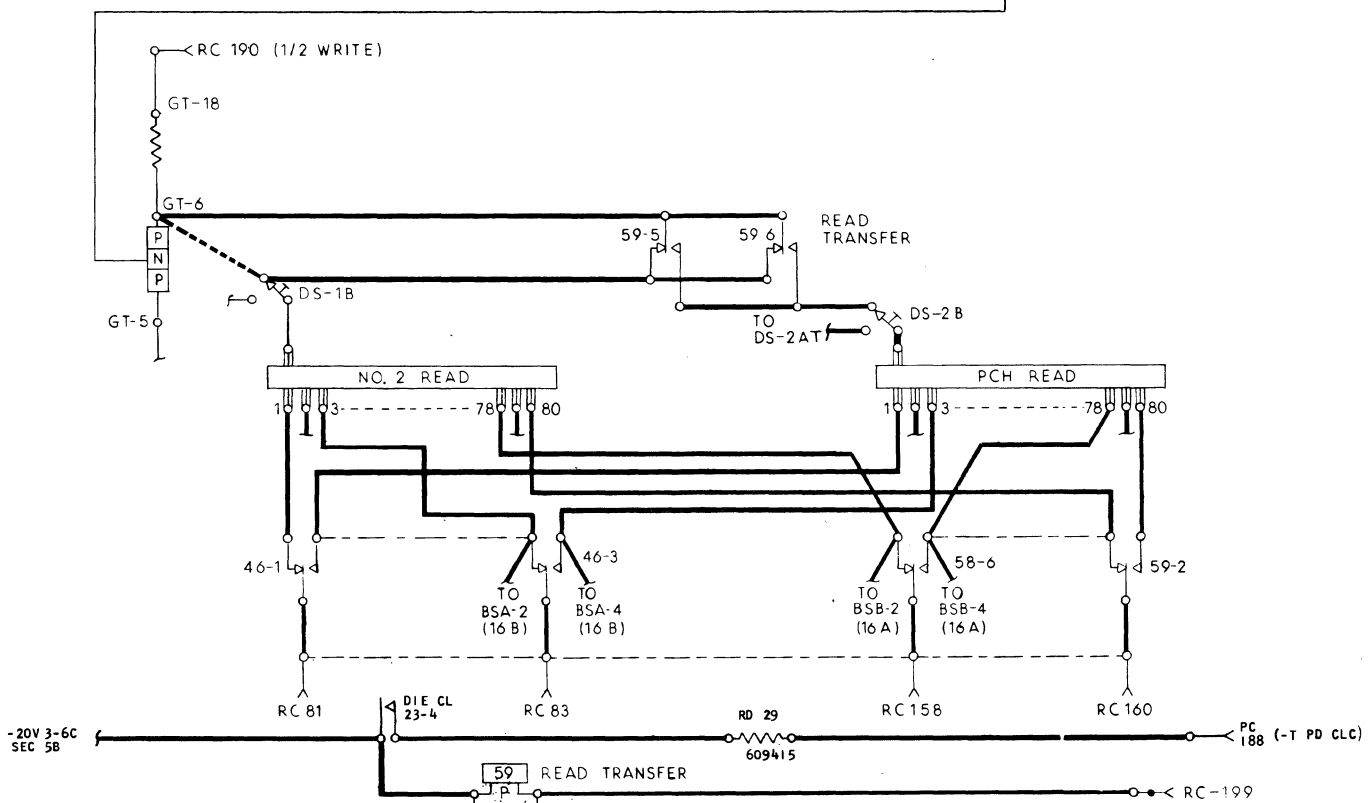 RC 190 (1/2 WRITE)
GT-18
GT-6
P
N
P
GT-5
59-5
59 6
READ
TRANSFER
DS-1B
TO
DS-2AT
DS-2B
NO. 2 READ
PCH READ
1 3 78 80
1 3 78 80
46-1
46-3
58-6
59-2
TO
BSA-2
(16 B)
TO
BSA-4
(16 B)
TO
BSB-2
(16 A)
TO
BSB-4
(16 A)
RC 81
RC 83
RC 158
RC 160
DIE CL
23-4
RD 29
609415
-20V 3-6C
SEC 5B
PC
188 (-T PD CLC)
59 READ TRANSFER
P
RC-199